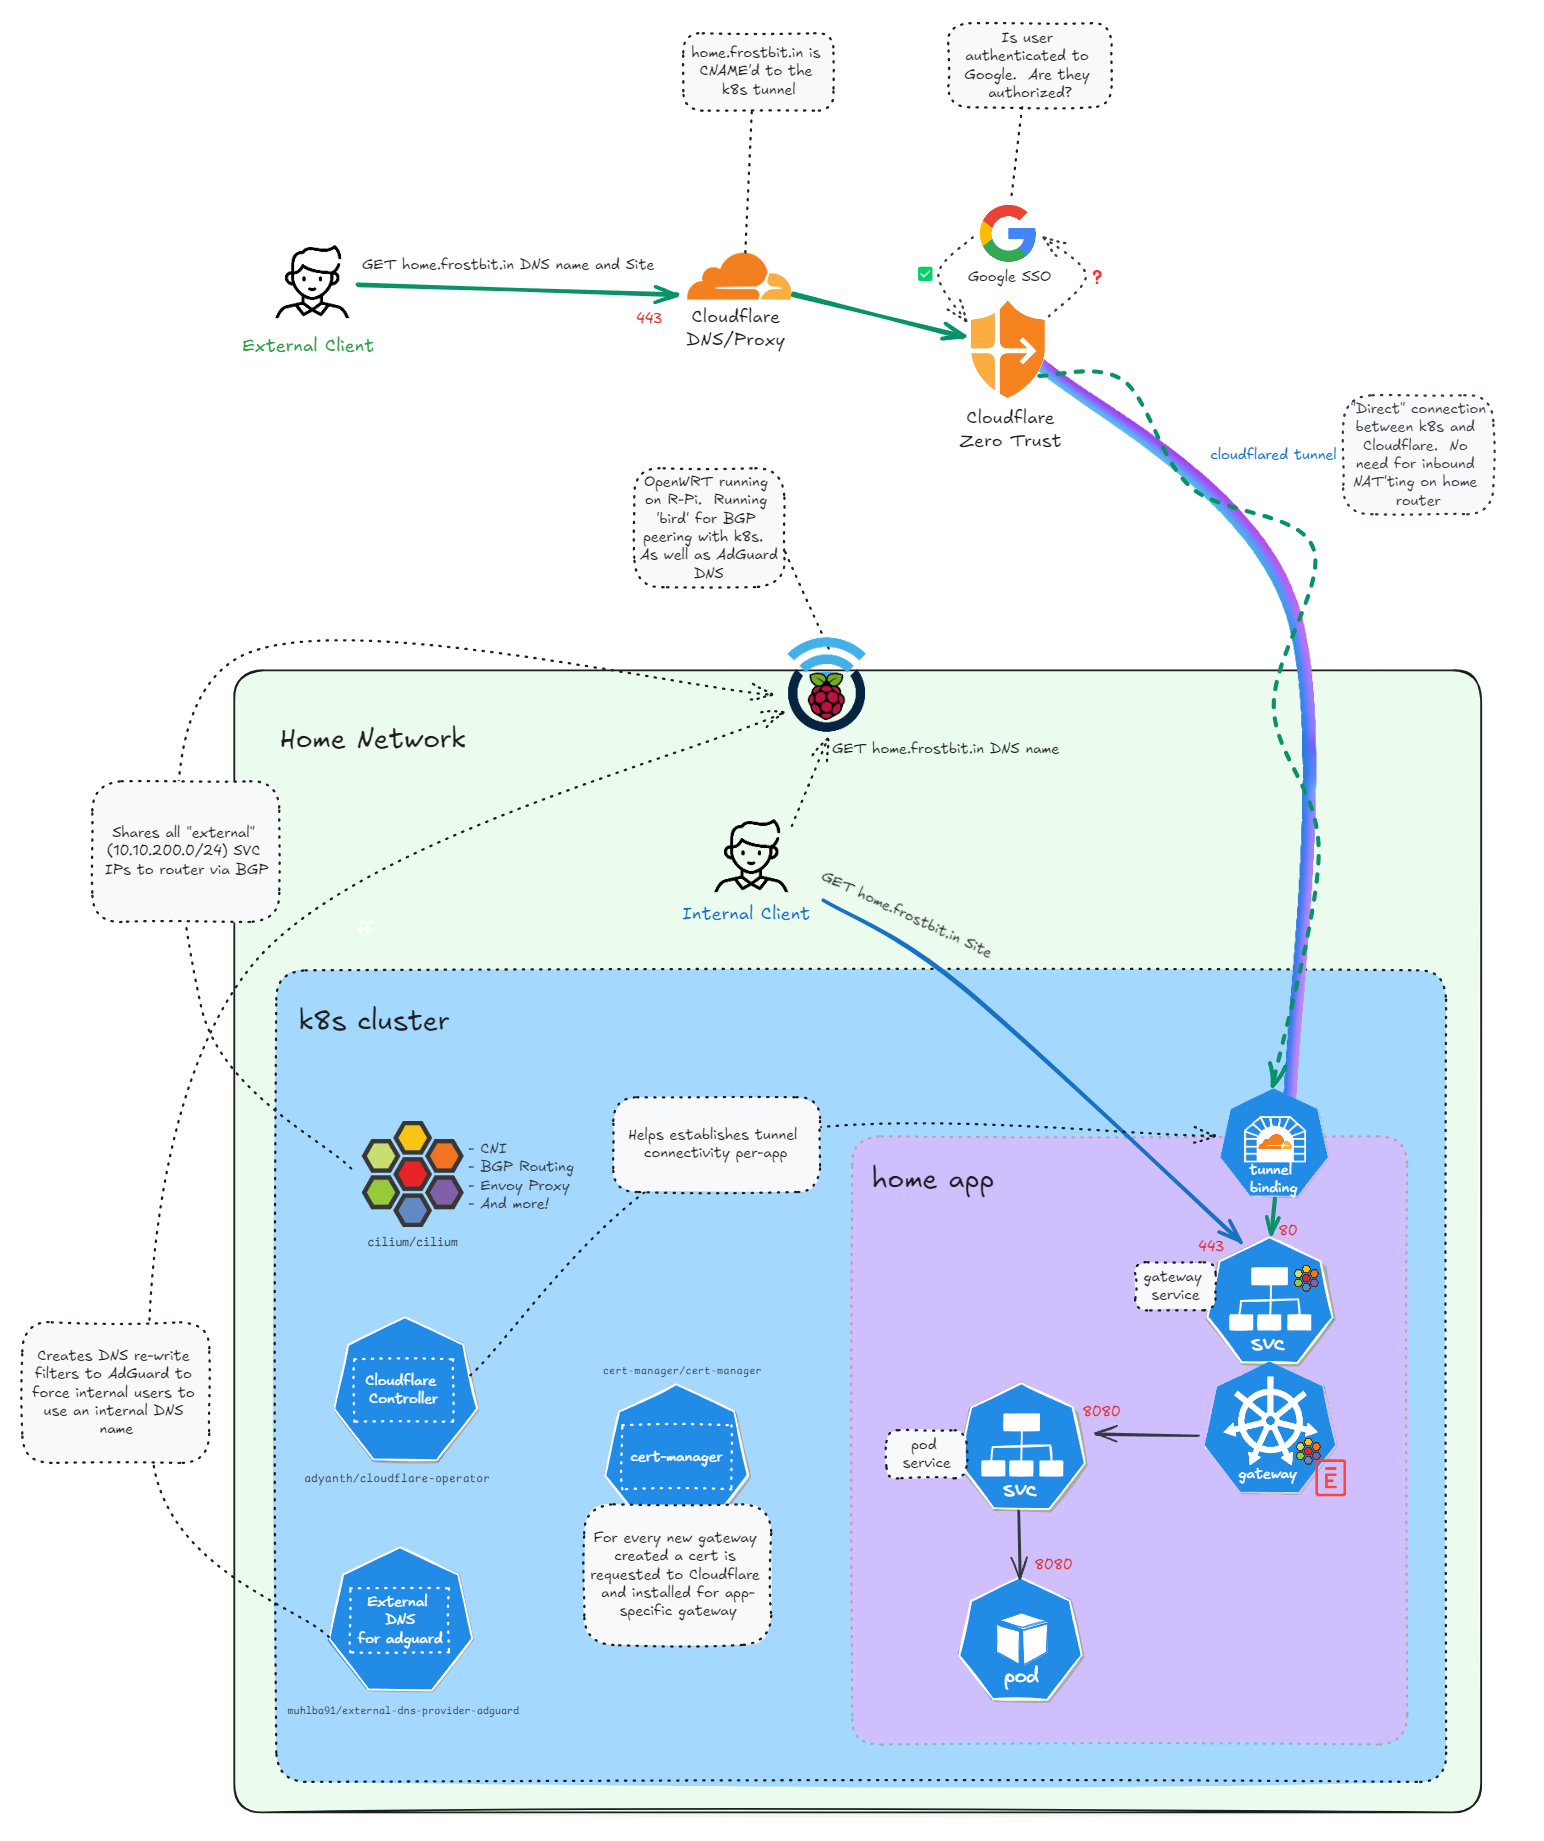 home.frostbit.in is
CNAME'd to the
k8s tunnel
Is user
authenticated to
Google. Are they
authorized?
GET home.frostbit.in DNS name and Site
443
External Client
Cloudflare
DNS/Proxy
Google SSO
?
Cloudflare
Zero Trust
cloudflared tunnel
"Direct" connection
between k8s and
Cloudflare. No
need for inbound
NAT'ting on home
router
OpenWRT running
on R-Pi. Running
'bird' for BGP
peering with k8s.
As well as AdGuard
DNS
Home Network
GET home.frostbit.in DNS name
Shares all "external"
(10.10.200.0/24) SVC
IPs to router via BGP
ff
Internal Client
GET home.frostbit.in Site
k8s cluster
- CNI
- BGP Routing
- Envoy Proxy
- And more!
cilium/cilium
Helps establishes tunnel
connectivity per-app
home app
tunnel
binding
80
443
gateway
service
svc
Creates DNS re-write
filters to AdGuard to
force internal users to
use an internal DNS
name
Cloudflare
Controller
adyanth/cloudflare-operator
cert-manager/cert-manager
cert-manager
For every new gateway
created a cert is
requested to Cloudflare
and installed for app-
specific gateway
pod
service
svc
8080
gateway
E
8080
pod
External
DNS
for adguard
muhlba91/external-dns-provider-adguard